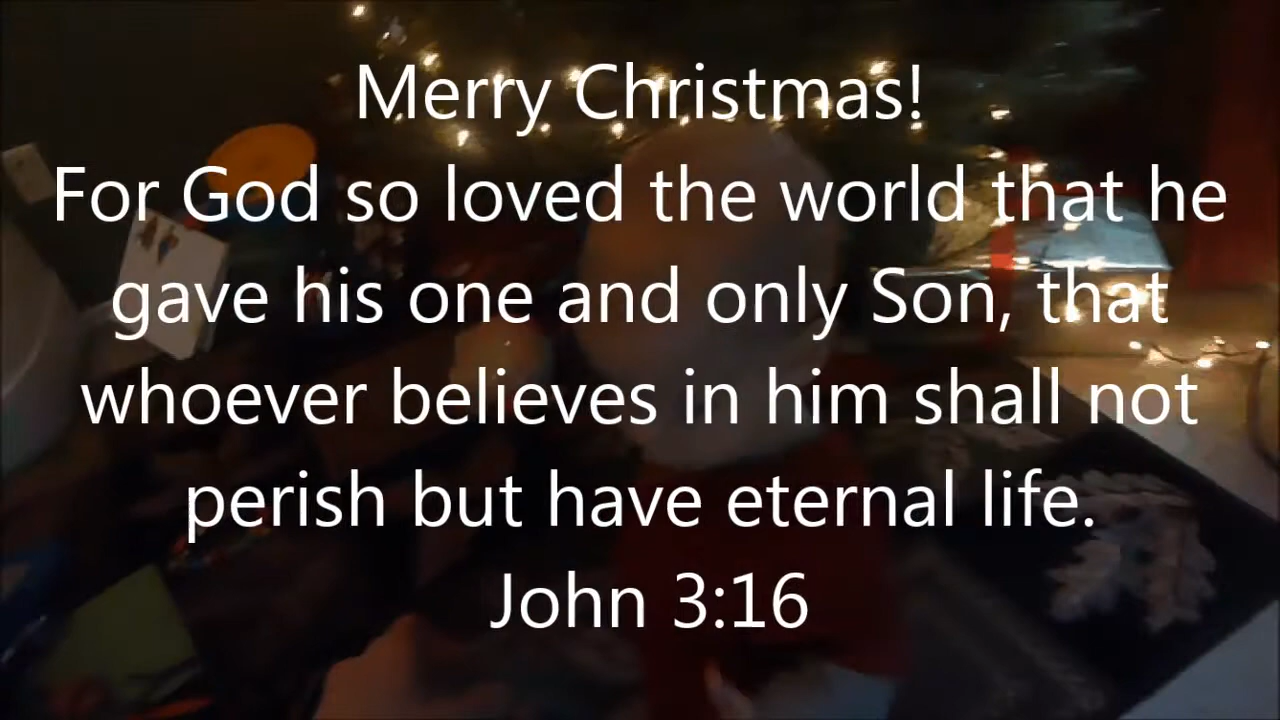 Merry Christmas!
For God so loved the world that he
gave his one and only Son, that
whoever believes in him shall not
perish but have eternal life.
John 3:16